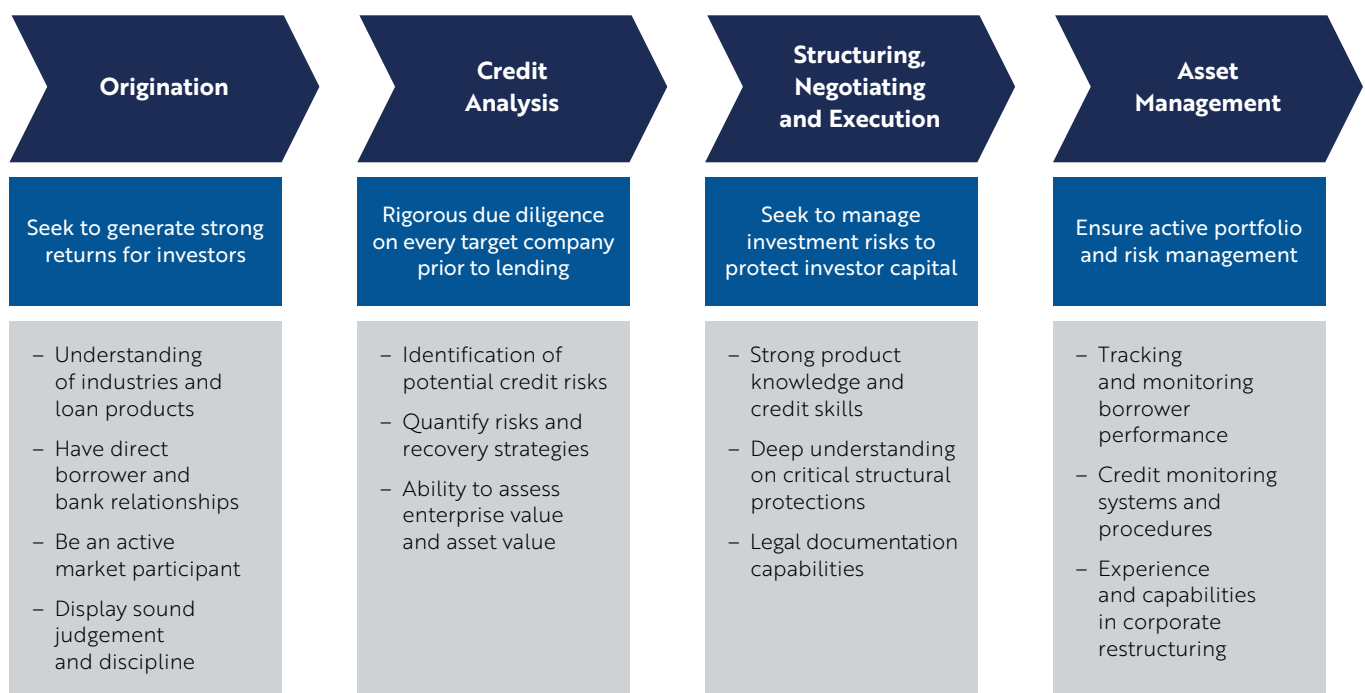 Origination
Seek to generate strong
returns for investors
– Understanding
of industries and
loan products
– Have direct
borrower and
bank relationships
– Be an active
market participant
– Display sound
judgement
and discipline
Credit
Analysis
Rigorous due diligence
on every target company
prior to lending
– Identification of
potential credit risks
– Quantify risks and
recovery strategies
– Ability to assess
enterprise value
and asset value
Structuring,
Negotiating
and Execution
Seek to manage
investment risks to
protect investor capital
– Strong product
knowledge and
credit skills
– Deep understanding
on critical structural
protections
– Legal documentation
capabilities
Asset
Management
Ensure active portfolio
and risk management
– Tracking
and monitoring
borrower
performance
– Credit monitoring
systems and
procedures
– Experience
and capabilities
in corporate
restructuring